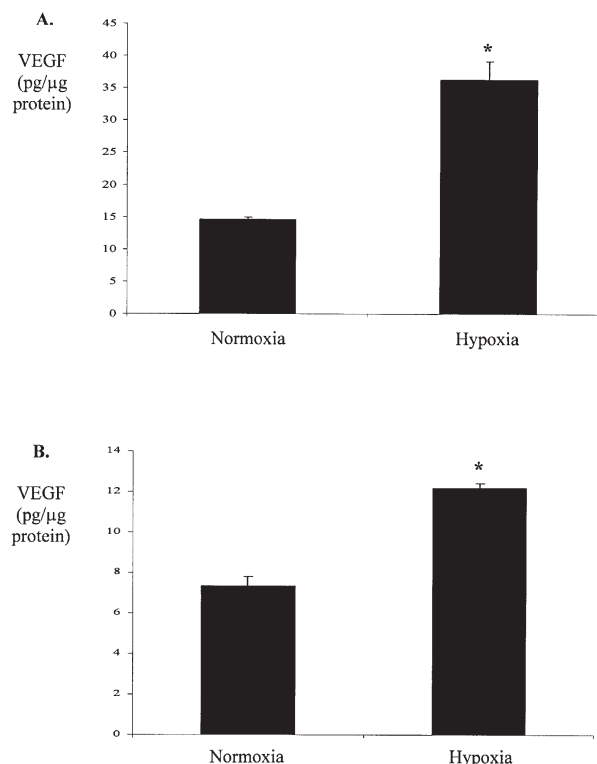 A.
VEGF
(pg/µg
protein)
45
40
35
30
25
20
15
10
5
0
*
Normoxia Hypoxia
B.
VEGF
(pg/µg
protein)
14
12
10
8
6
4
2
0
*
Normoxia Hypoxia